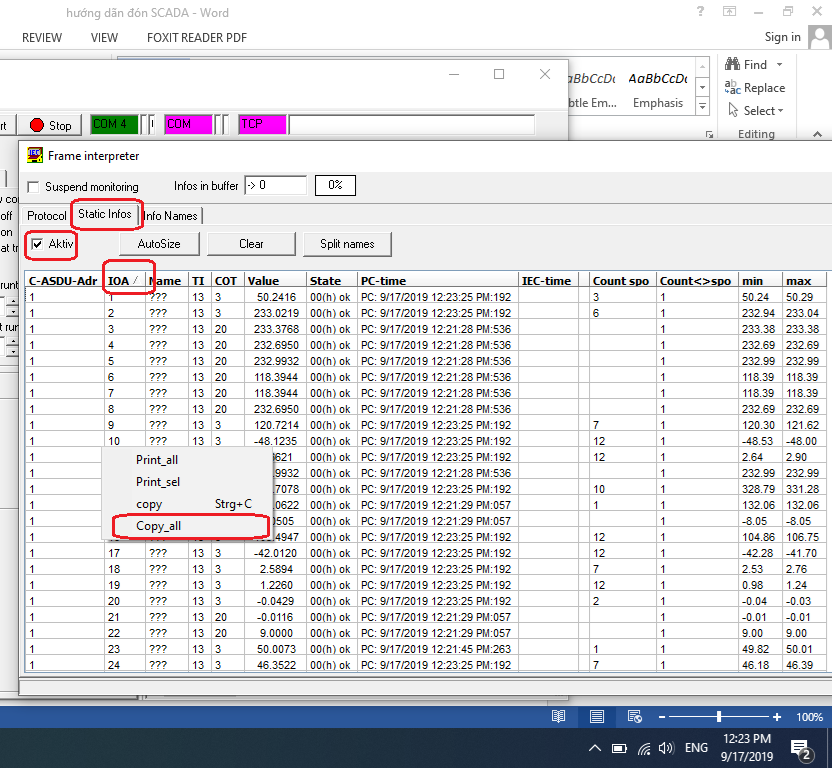 hướng dẫn đón SCADA - Word ?
REVIEW VIEW FOXIT READER PDF Sign in
Find
Replace
Select
Editing
AaBbCcDc
Emphasis
rt Stop COM 4 COM TCP
Frame interpreter
Suspend monitoring Infos in buffer -> 0 0%
Protocol Static Infos Info Names
Aktiv AutoSize Clear Split names
C-ASDU-Adr IOA Name TI COT Value State PC-time IEC-time Count spo Count<>spo min max
1 1 ??? 13 3 50.2416 00(h) ok PC: 9/17/2019 12:23:25 PM:192 3 1 50.24 50.29
1 2 ??? 13 3 233.0219 00(h) ok PC: 9/17/2019 12:23:25 PM:192 6 1 232.94 233.04
1 3 ??? 13 20 233.3768 00(h) ok PC: 9/17/2019 12:21:28 PM:536 1 233.38 233.38
1 4 ??? 13 20 232.6950 00(h) ok PC: 9/17/2019 12:21:28 PM:536 1 232.69 232.69
1 5 ??? 13 20 232.9932 00(h) ok PC: 9/17/2019 12:21:28 PM:536 1 232.99 232.99
1 6 ??? 13 20 118.3944 00(h) ok PC: 9/17/2019 12:21:28 PM:536 1 118.39 118.39
1 7 ??? 13 20 118.3944 00(h) ok PC: 9/17/2019 12:21:28 PM:536 1 118.39 118.39
1 8 ??? 13 20 232.6950 00(h) ok PC: 9/17/2019 12:21:28 PM:536 1 232.69 232.69
1 9 ??? 13 3 120.7214 00(h) ok PC: 9/17/2019 12:23:25 PM:192 7 1 120.30 121.62
1 10 ??? 13 3 -48.1235 00(h) ok PC: 9/17/2019 12:23:25 PM:192 12 1 -48.53 -48.00
1 6621 00(h) ok PC: 9/17/2019 12:23:25 PM:192 12 1 2.64 2.90
1 .9932 00(h) ok PC: 9/17/2019 12:21:28 PM:536 1 232.99 232.99
1 .7078 00(h) ok PC: 9/17/2019 12:23:25 PM:192 10 1 328.79 331.28
1 .0622 00(h) ok PC: 9/17/2019 12:21:29 PM:057 1 1 132.06 132.06
1 .0505 00(h) ok PC: 9/17/2019 12:21:29 PM:057 1 -8.05 -8.05
1 .4947 00(h) ok PC: 9/17/2019 12:23:25 PM:192 12 1 104.86 106.75
Print_all
Print_sel
copy Strg+C
Copy_all
1 17 ??? 13 3 -42.0120 00(h) ok PC: 9/17/2019 12:23:25 PM:192 12 1 -42.28 -41.70
1 18 ??? 13 3 2.5894 00(h) ok PC: 9/17/2019 12:23:25 PM:192 7 1 2.53 2.76
1 19 ??? 13 3 1.2260 00(h) ok PC: 9/17/2019 12:23:25 PM:192 12 1 0.98 1.24
1 20 ??? 13 3 -0.0429 00(h) ok PC: 9/17/2019 12:23:25 PM:192 2 1 -0.04 -0.03
1 21 ??? 13 20 -0.0116 00(h) ok PC: 9/17/2019 12:21:29 PM:057 1 -0.01 -0.01
1 22 ??? 13 20 9.0000 00(h) ok PC: 9/17/2019 12:21:29 PM:057 1 9.00 9.00
1 23 ??? 13 3 50.0073 00(h) ok PC: 9/17/2019 12:21:45 PM:263 1 1 49.82 50.01
1 24 ??? 13 3 46.3522 00(h) ok PC: 9/17/2019 12:23:25 PM:192 7 1 46.18 46.39
100%
ENG 12:23 PM
9/17/2019 2